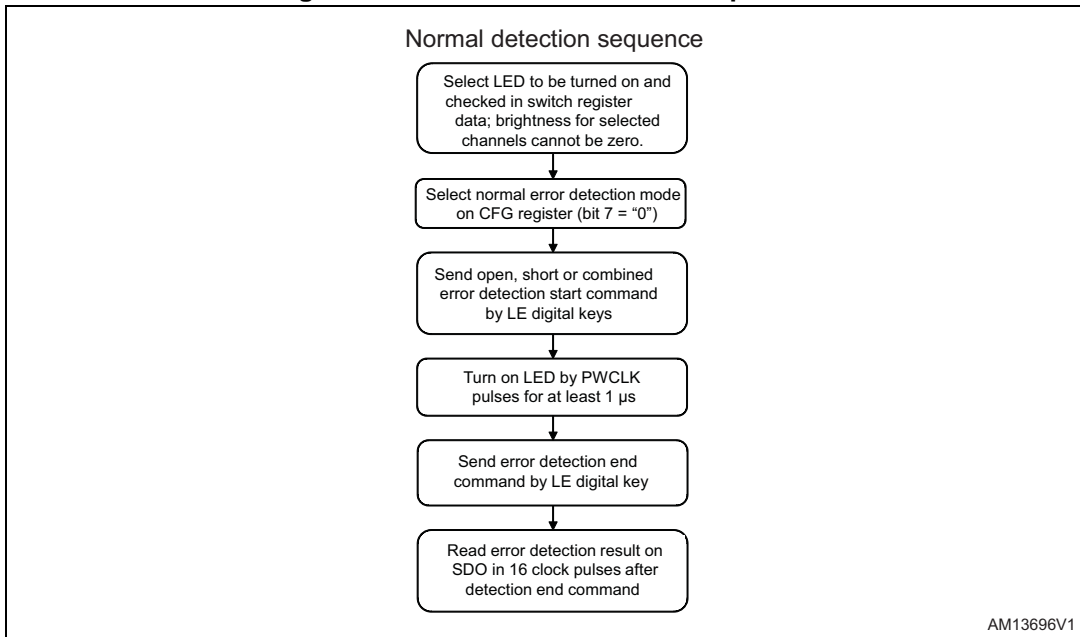 Normal detection sequence
Select LED to be turned on and
checked in switch register
data; brightness for selected
channels cannot be zero.
Select normal error detection mode
on CFG register (bit 7 = “0”)
Send open, short or combined
error detection start command
by LE digital keys
Turn on LED by PWCLK
pulses for at least 1 µs
Send error detection end
command by LE digital key
Read error detection result on
SDO in 16 clock pulses after
detection end command
AM13696V1